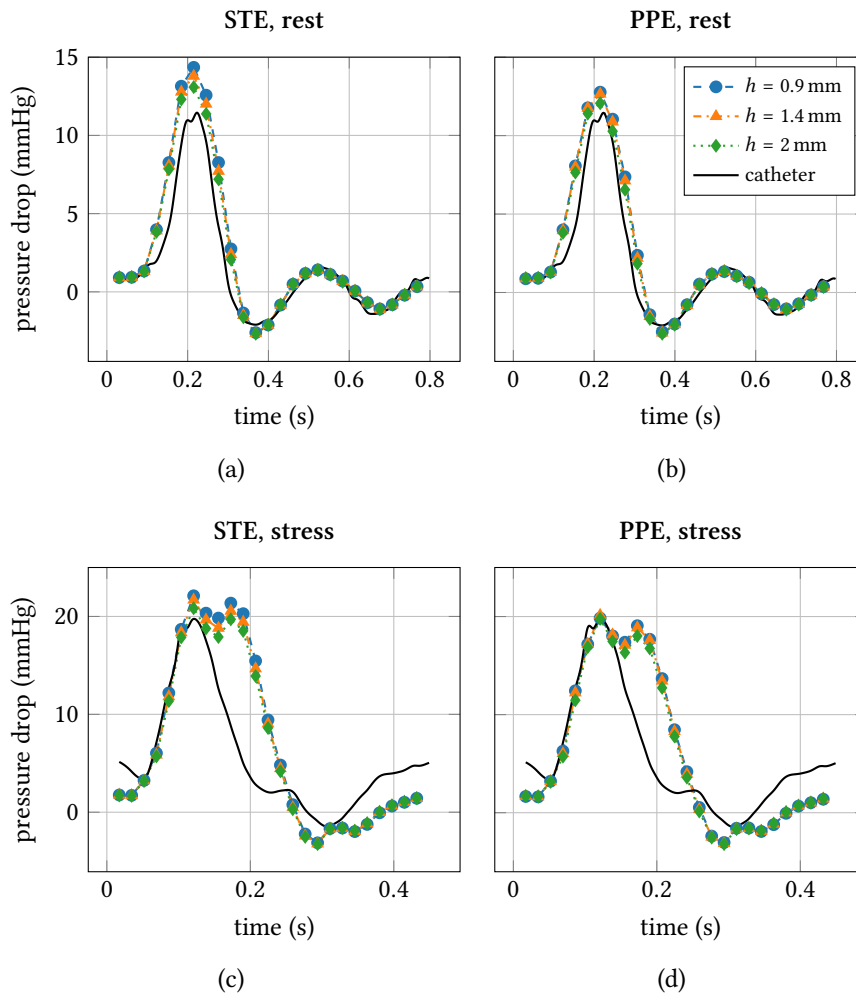 STE, rest
PPE, rest
pressure drop (mmHg)
15
10
5
0
0 0.2 0.4 0.6 0.8
time (s)
(a)
h = 0.9 mm
h = 1.4 mm
h = 2 mm
catheter
0 0.2 0.4 0.6 0.8
time (s)
(b)
STE, stress
PPE, stress
pressure drop (mmHg)
20
10
0
0 0.2 0.4
time (s)
(c)
0 0.2 0.4
time (s)
(d)